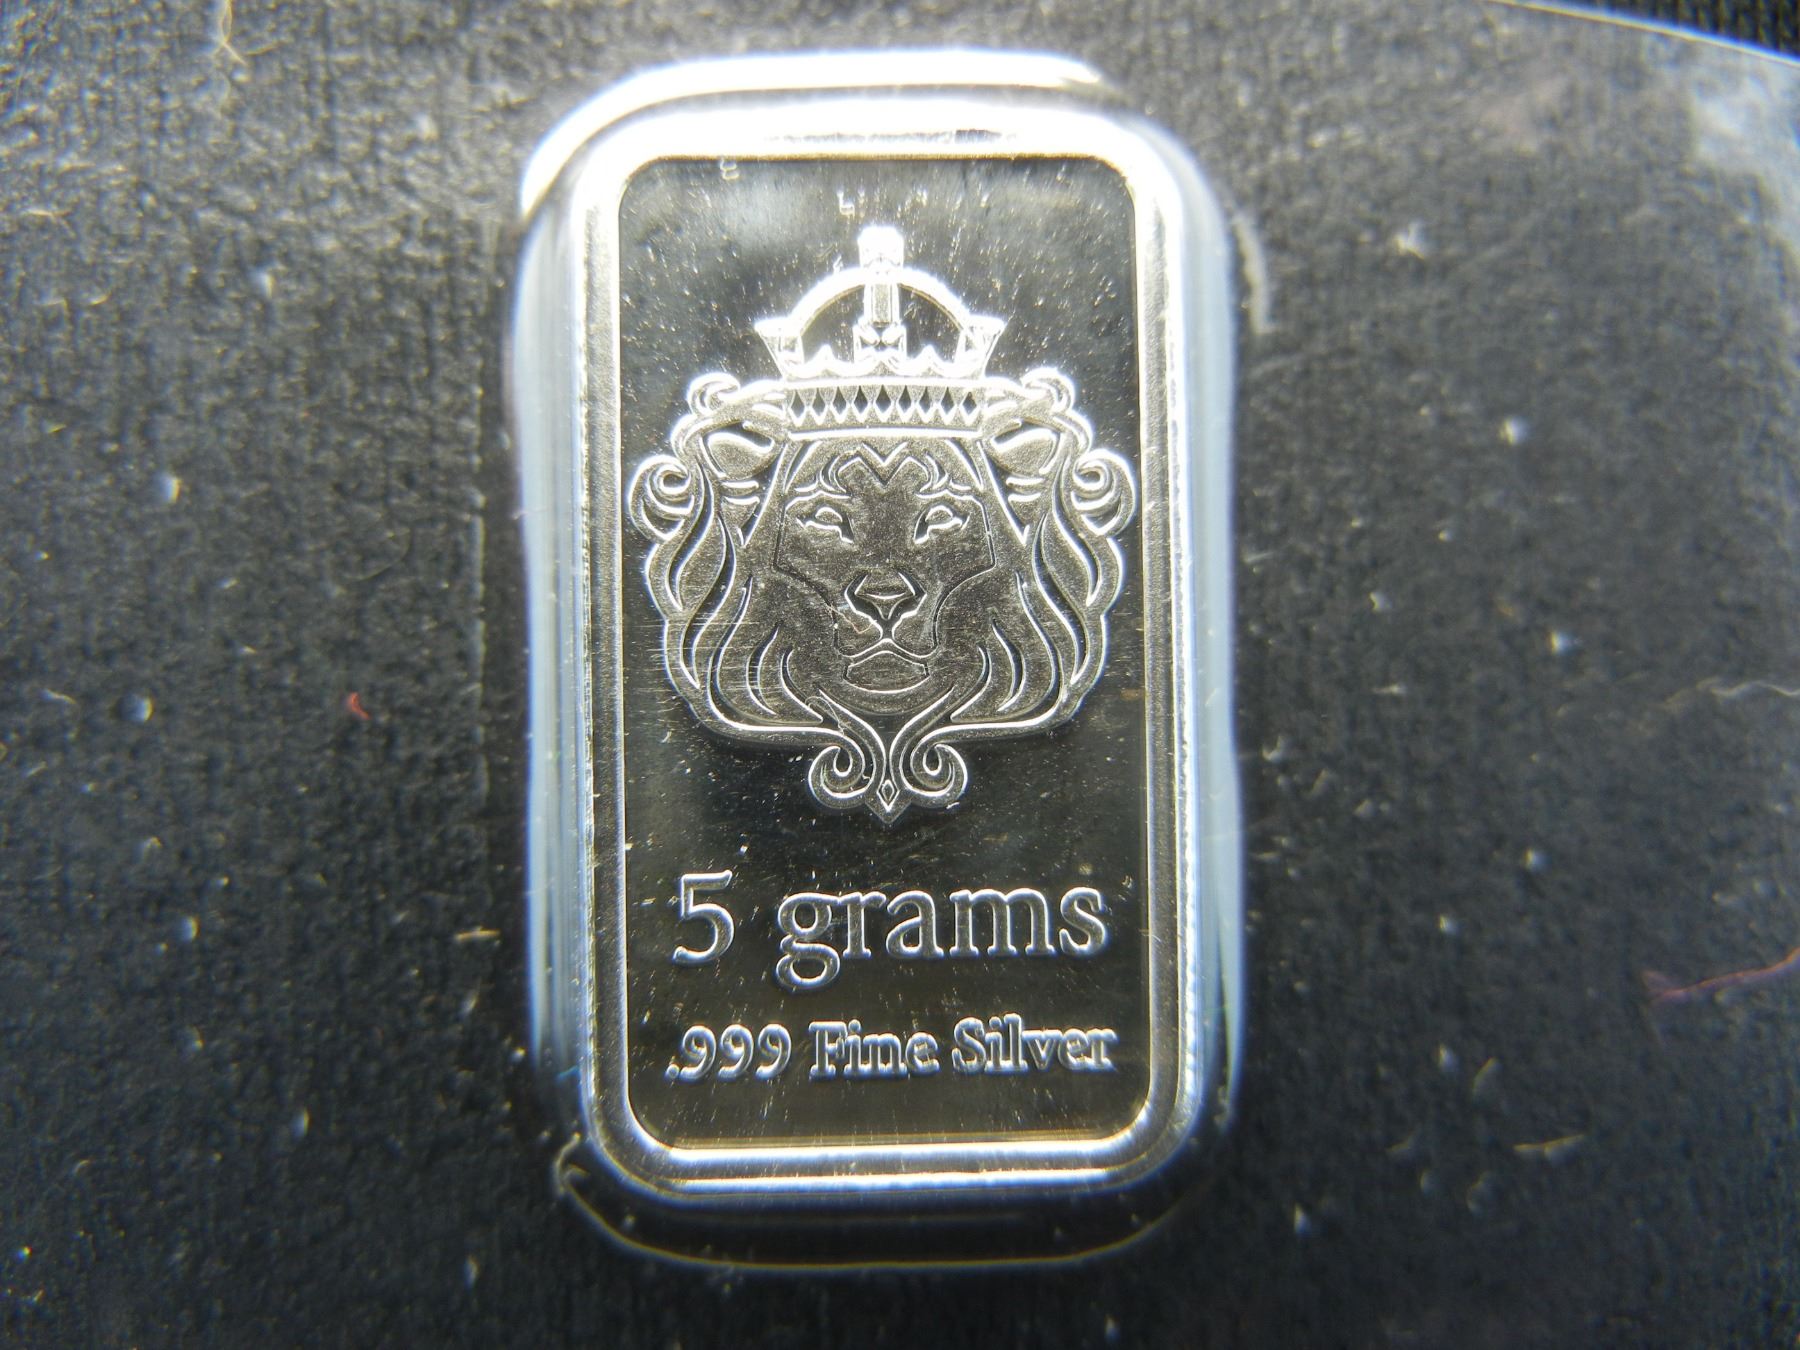 5 grams
.999 Fine Silver